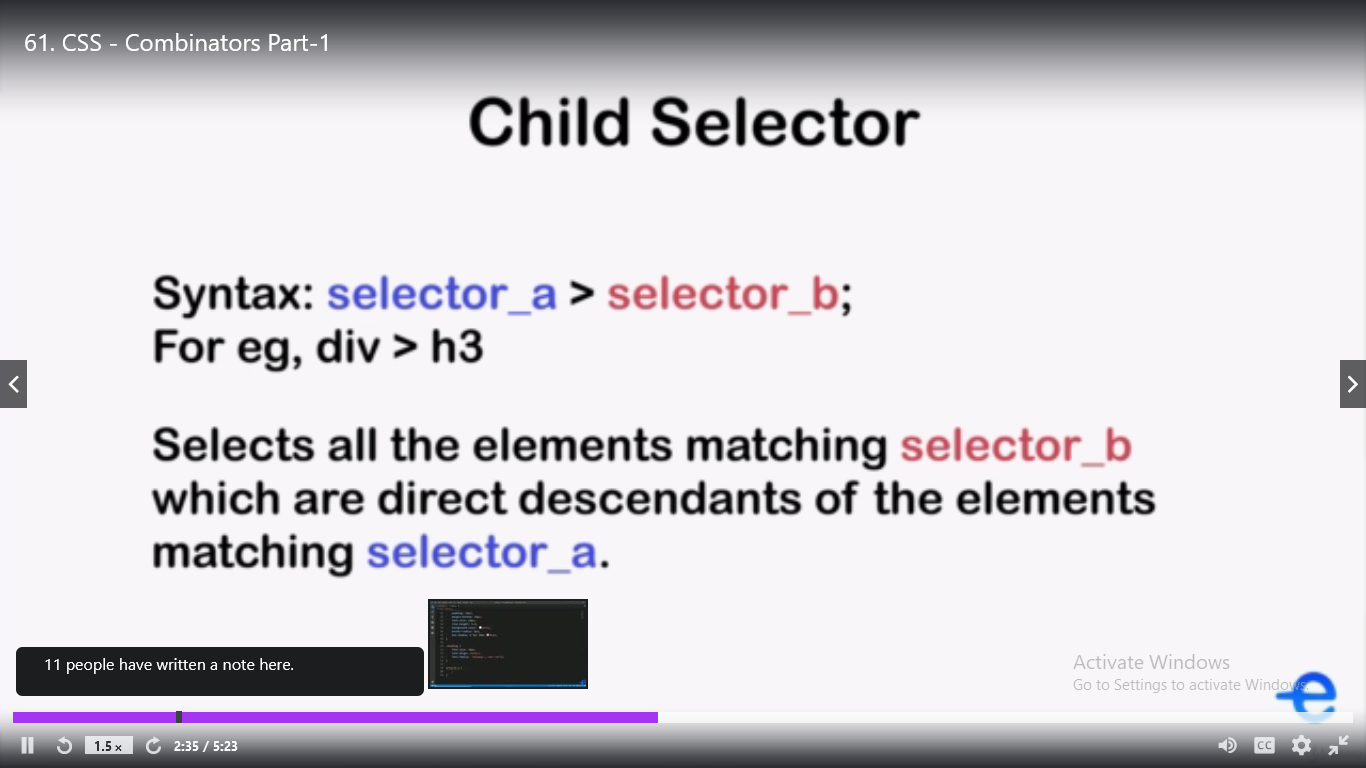 61. CSS - Combinators Part-1
Child Selector
Syntax: selector_a > selector_b;
For eg, div > h3
Selects all the elements matching selector_b
which are direct descendants of the elements
matching selector_a.
11 people have written a note here.
Activate Windows
Go to Settings to activate Windows.
e
1.5 x
2:35 / 5:23
CC